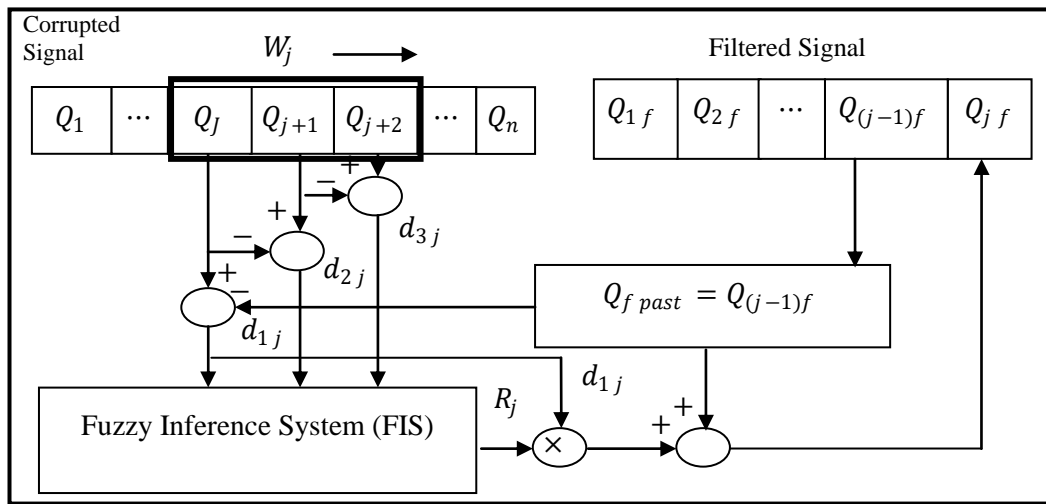 Corrupted
Signal
W_j
Filtered Signal
Q_1 ⋯ Q_J Q_{j+1} Q_{j+2} ⋯ Q_n
Q_{1 f} Q_{2 f} ⋯ Q_{(j−1)f} Q_{j f}
+
−
+
d_{3 j}
−
d_{2 j}
+
−
Q_{f past} = Q_{(j−1)f}
d_{1 j}
d_{1 j}
R_j
+
Fuzzy Inference System (FIS)
×
+